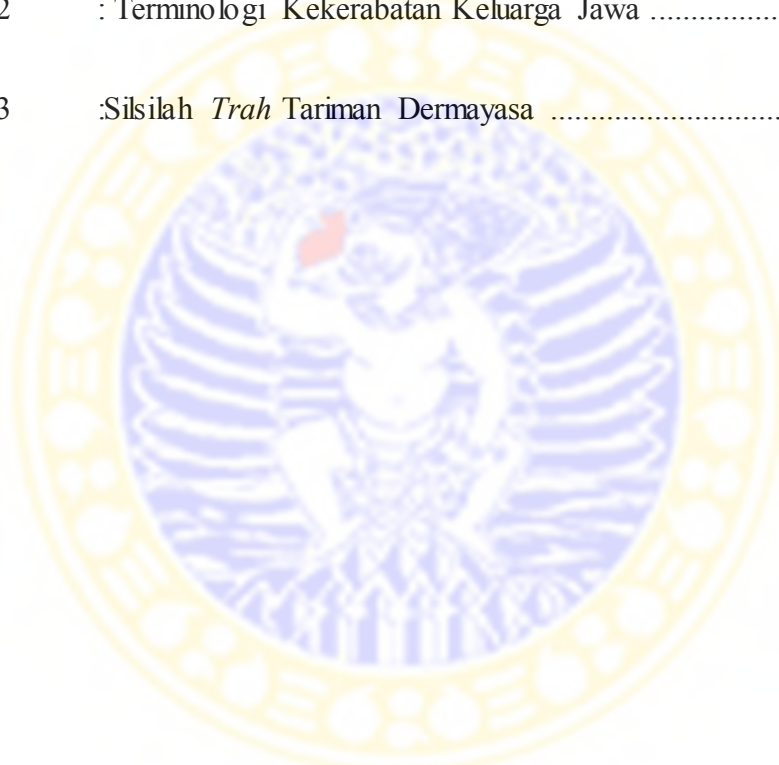 2 : Terminologi Kekerabatan Keluarga Jawa ................
3 :Silsilah Trah Tariman Dermayasa .............................